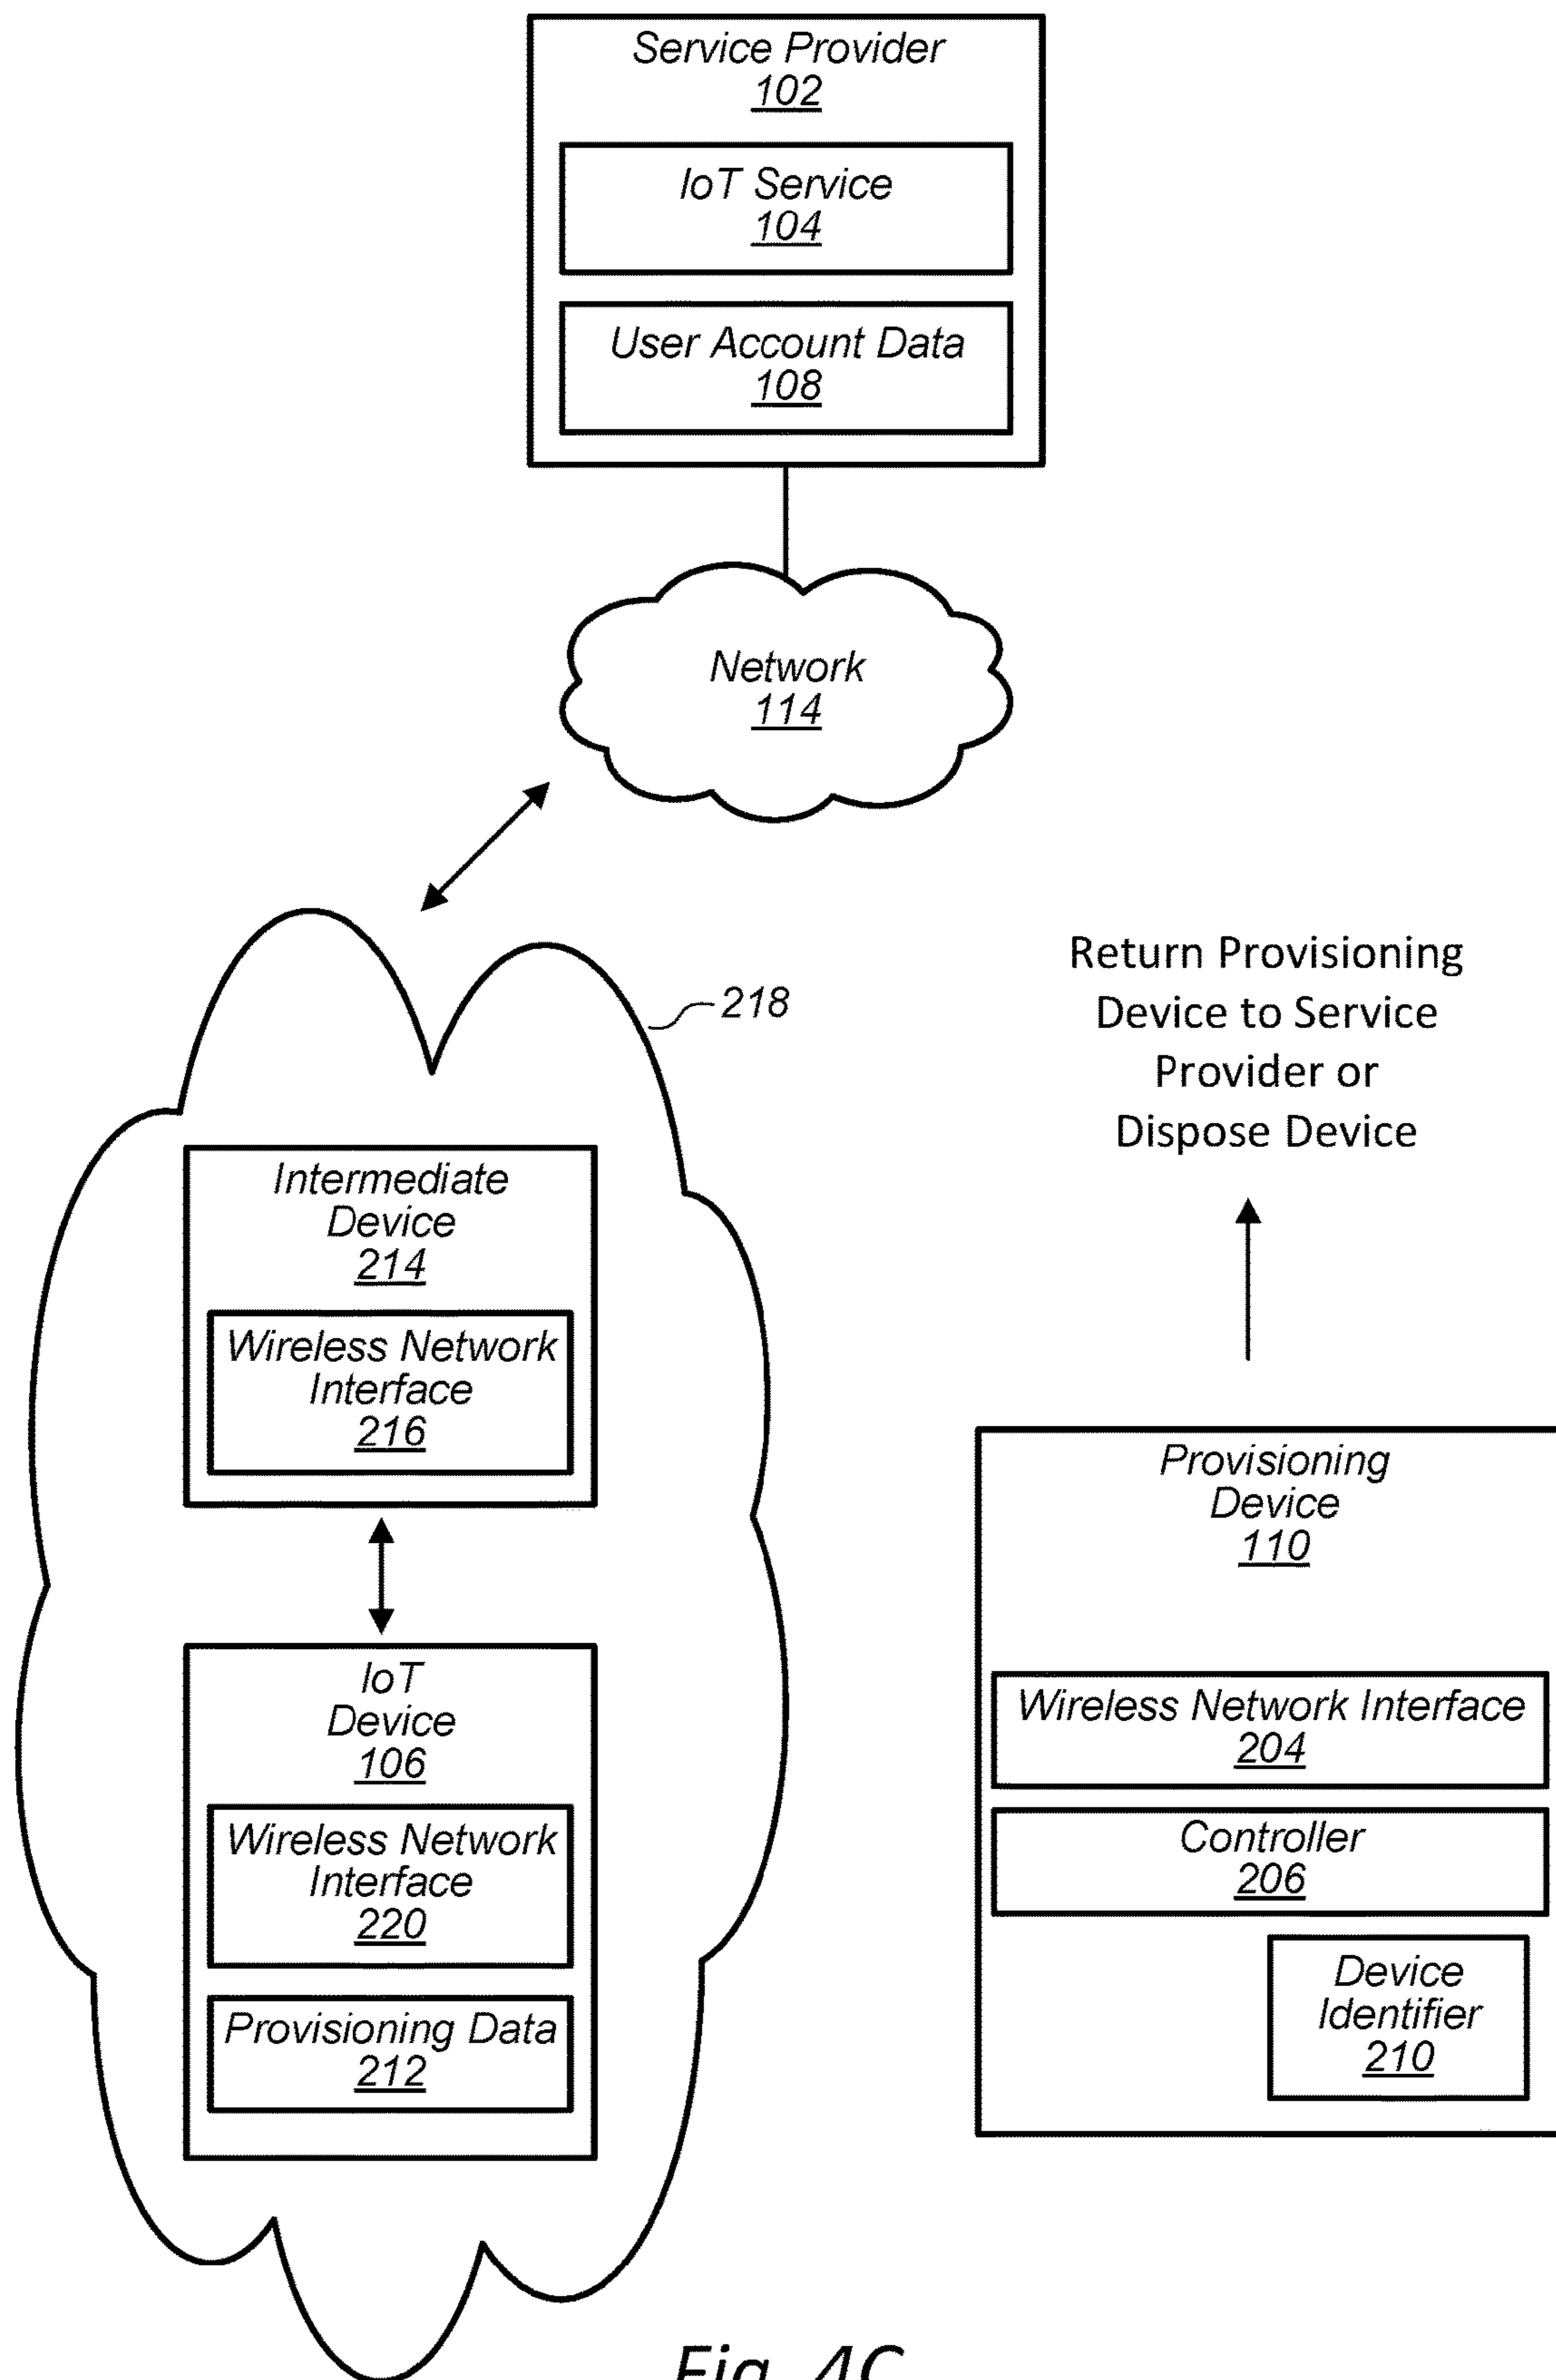 Service Provider
102
IoT Service
104
User Account Data
108
Network
114
218
Return Provisioning
Device to Service
Provider or
Dispose Device
Intermediate
Device
214
Wireless Network
Interface
216
IoT
Device
106
Wireless Network
Interface
220
Provisioning Data
212
Provisioning
Device
110
Wireless Network Interface
204
Controller
206
Device
Identifier
210
Fig. 4C